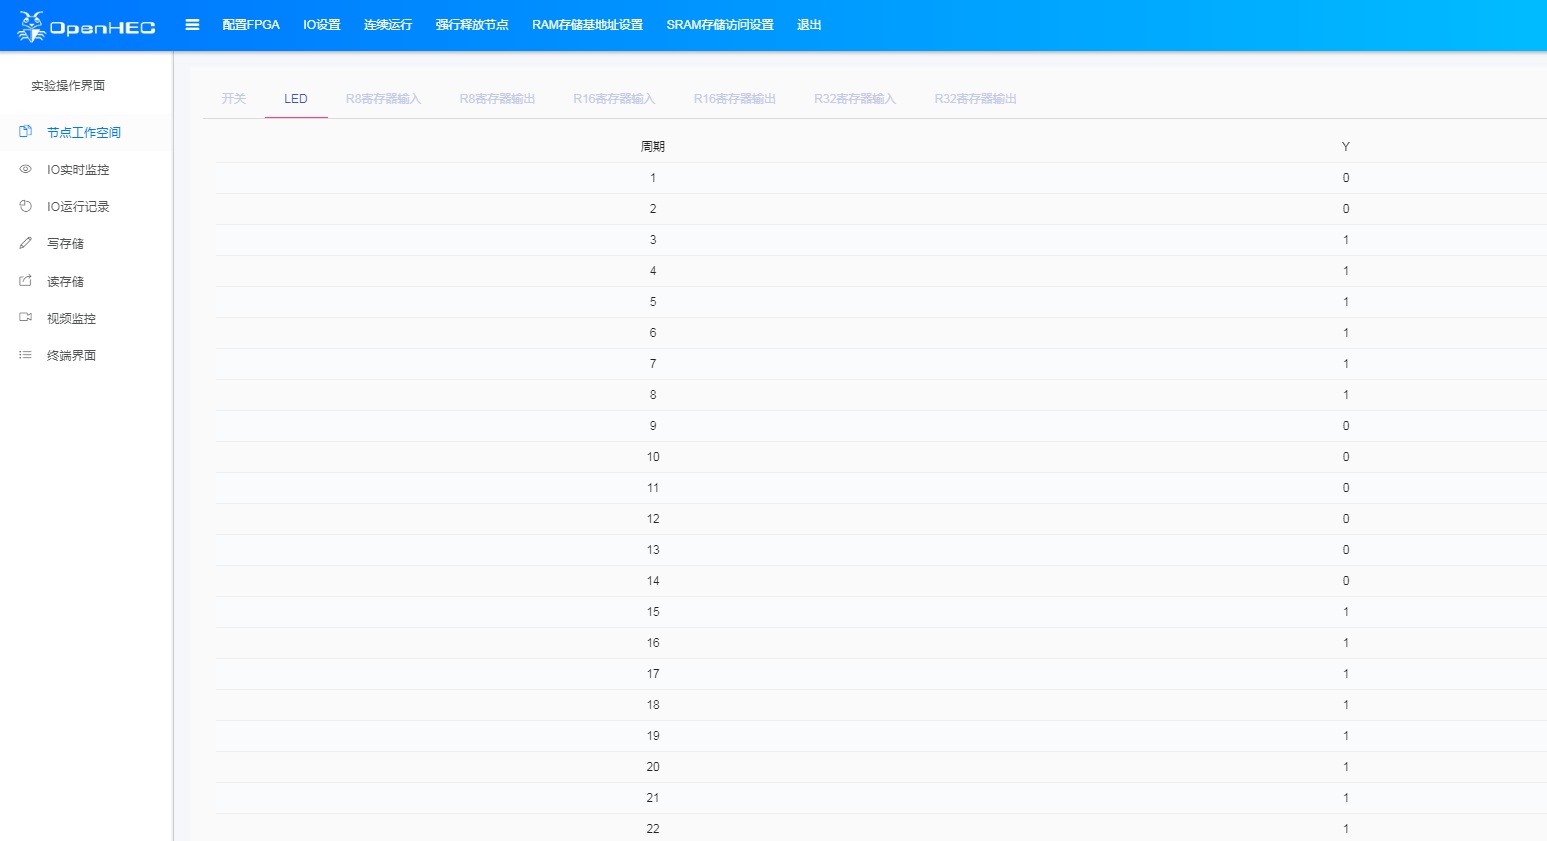 OpenHEC 配置FPGA IO设置 连续运行 强行释放节点 RAM存储基地址设置 SRAM存储访问设置 退出
实验操作界面
节点工作空间
IO实时监控
IO运行记录
写存储
读存储
视频监控
终端界面
开关 LED R8寄存器输入 R8寄存器输出 R16寄存器输入 R16寄存器输出 R32寄存器输入 R32寄存器输出
周期 Y
1 0
2 0
3 1
4 1
5 1
6 1
7 1
8 1
9 0
10 0
11 0
12 0
13 0
14 0
15 1
16 1
17 1
18 1
19 1
20 1
21 1
22 1